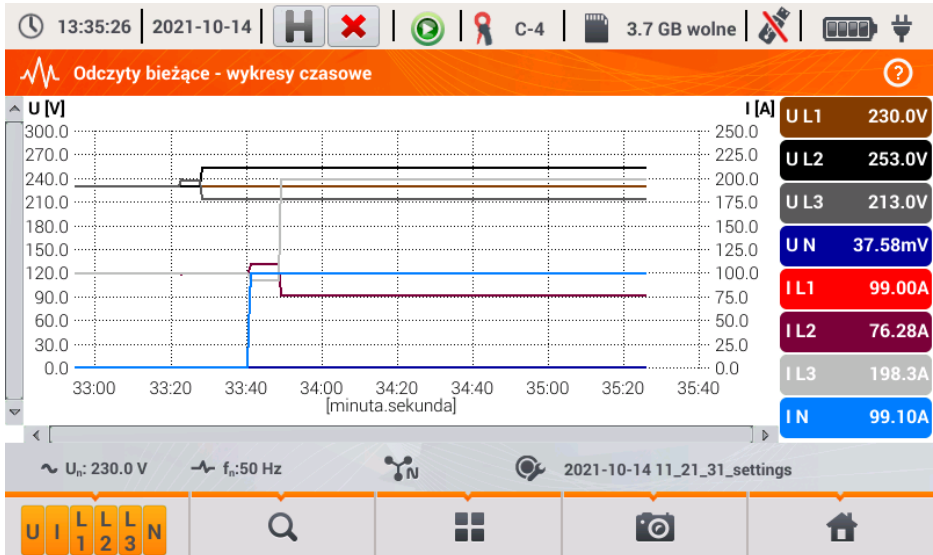 13:35:26 2021-10-14 H C-4 3.7 GB wolne
Odczyty bieżące - wykresy czasowe ?
U [V] I [A]
300.0 250.0
270.0 225.0
240.0 200.0
210.0 175.0
180.0 150.0
150.0 125.0
120.0 100.0
90.0 75.0
60.0 50.0
30.0 25.0
0.0 0.0
33:00 33:20 33:40 34:00 34:20 34:40 35:00 35:20 35:40
[minuta.sekunda]
U L1 230.0V
U L2 253.0V
U L3 213.0V
U N 37.58mV
I L1 99.00A
I L2 76.28A
I L3 198.3A
I N 99.10A
Un: 230.0 V fn:50 Hz N 2021-10-14 11_21_31_settings
U I L1 L2 L3 N